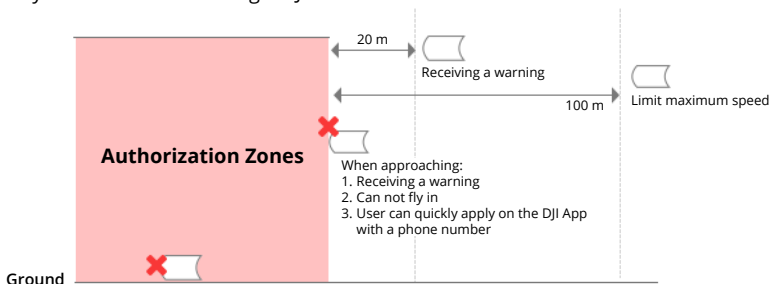 20 m
Receiving a warning
100 m
Limit maximum speed
Authorization Zones
When approaching:
1. Receiving a warning
2. Can not fly in
3. User can quickly apply on the DJI App
with a phone number
Ground